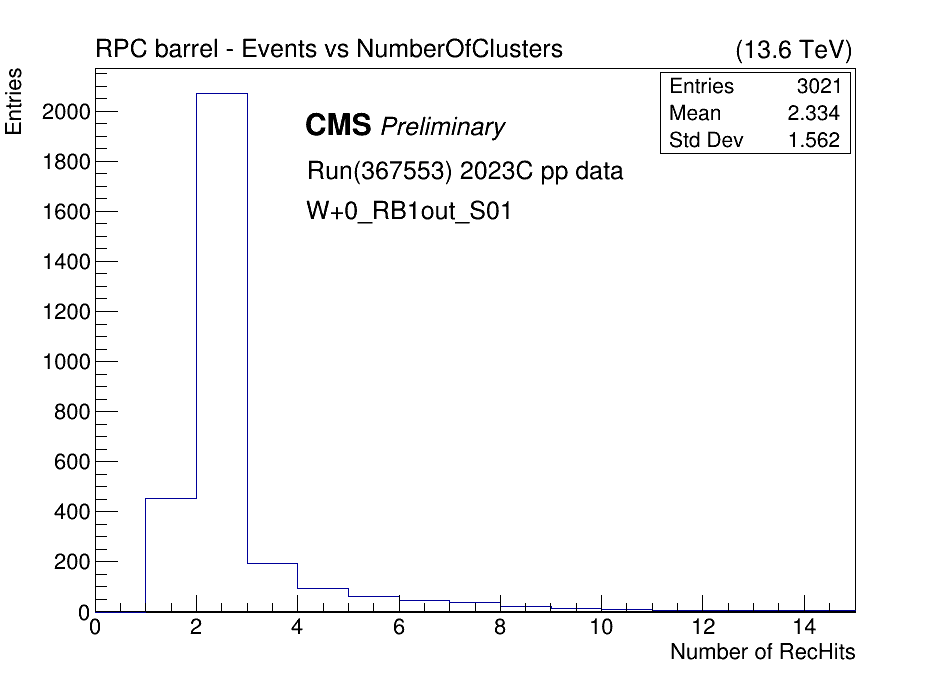 RPC barrel - Events vs NumberOfClusters (13.6 TeV)
Entries
Entries 3021
Mean 2.334
Std Dev 1.562
CMS Preliminary
Run(367553) 2023C pp data
W+0_RB1out_S01
2000
1800
1600
1400
1200
1000
800
600
400
200
0
0 2 4 6 8 10 12 14
Number of RecHits